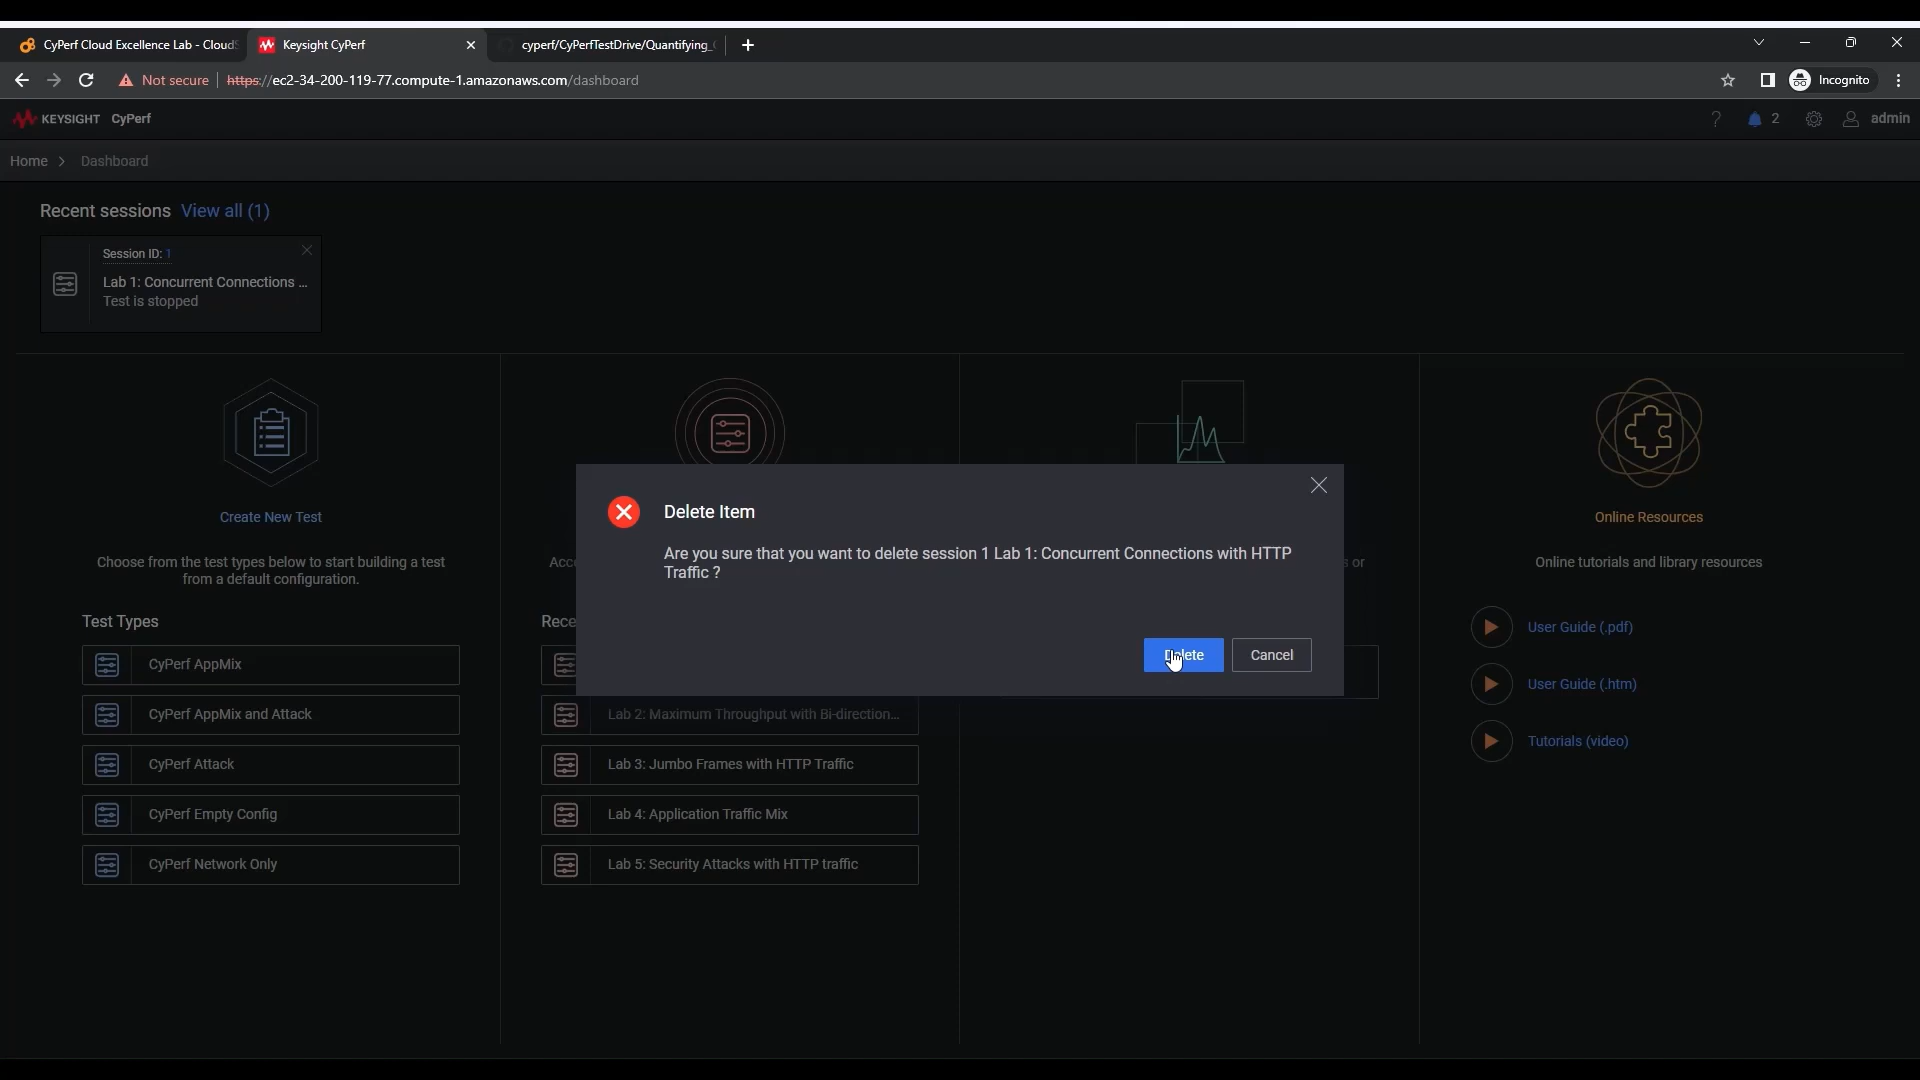 CyPerf Cloud Excellence Lab - CloudS
Keysight CyPerf
cyperf/CyPerfTestDrive/Quantifying_
Not secure
https://ec2-34-200-119-77.compute-1.amazonaws.com/dashboard
Incognito
KEYSIGHT CyPerf
? 2 admin
Home > Dashboard
Recent sessions View all (1)
Session ID: 1
Lab 1: Concurrent Connections ...
Test is stopped
Create New Test
Choose from the test types below to start building a test
from a default configuration.
Test Types
CyPerf AppMix
CyPerf AppMix and Attack
CyPerf Attack
CyPerf Empty Config
CyPerf Network Only
Delete Item
Are you sure that you want to delete session 1 Lab 1: Concurrent Connections with HTTP
Traffic ?
Cancel
Lab 2: Maximum Throughput with Bi-direction...
Lab 3: Jumbo Frames with HTTP Traffic
Lab 4: Application Traffic Mix
Lab 5: Security Attacks with HTTP traffic
or
Online Resources
Online tutorials and library resources
User Guide (.pdf)
User Guide (.htm)
Tutorials (video)